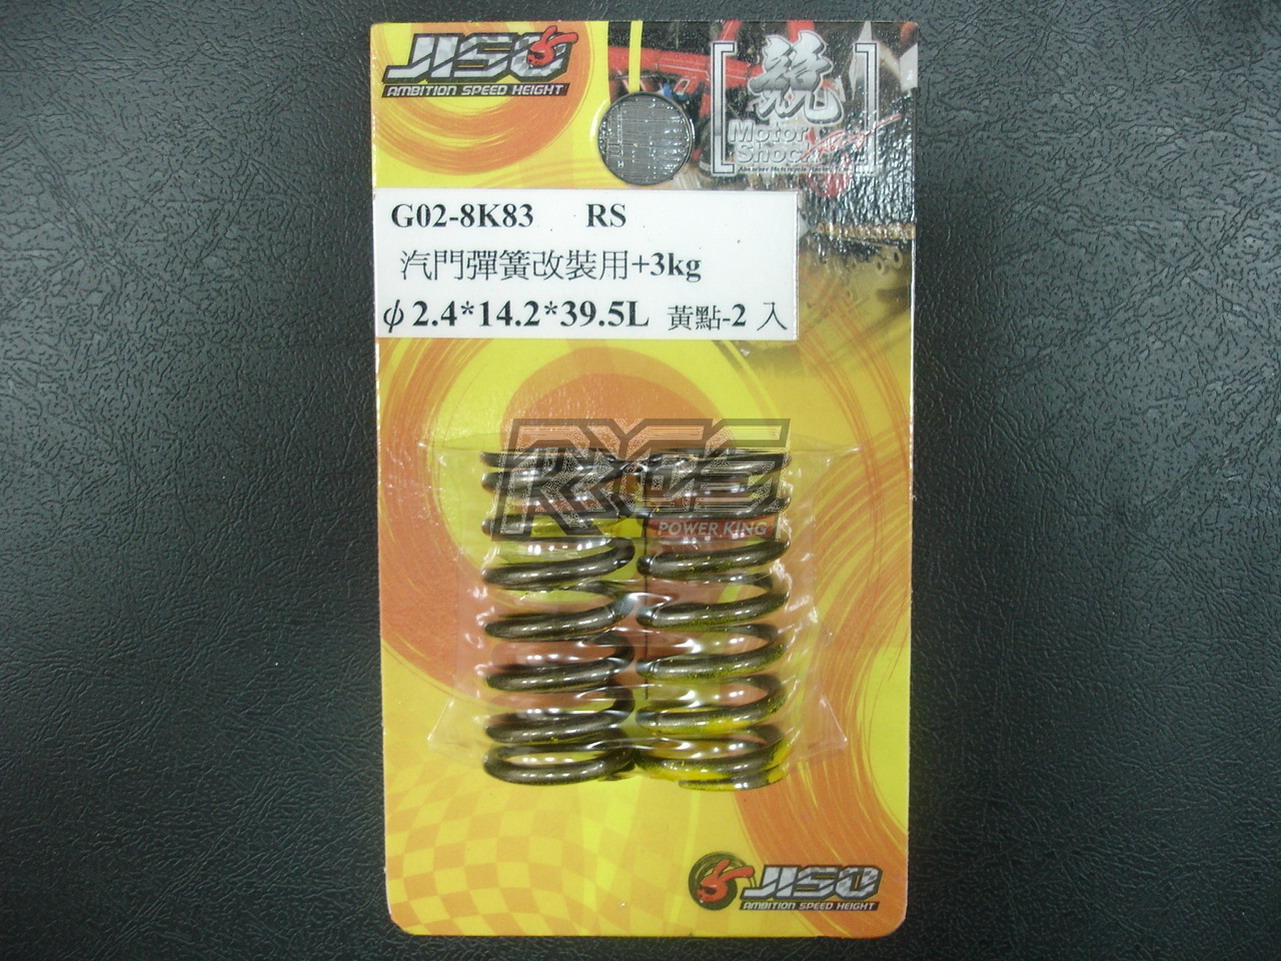 JISO
AMBITION SPEED HEIGHT
競
Motor
Shock
G02-8K83 RS
汽門彈簧改裝用+3kg
φ2.4*14.2*39.5L 黃點-2 入
POWER KING
JISO
AMBITION SPEED HEIGHT